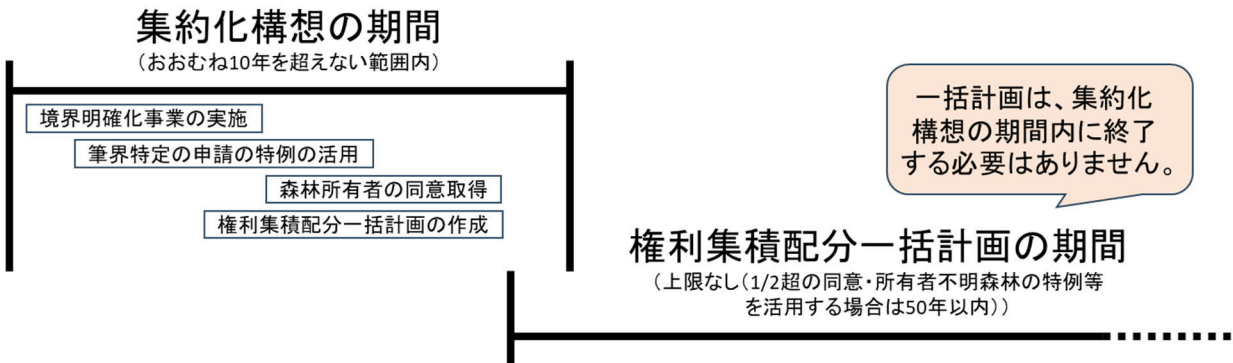 集約化構想の期間
（おおむね10年を超えない範囲内）
境界明確化事業の実施
筆界特定の申請の特例の活用
森林所有者の同意取得
権利集積配分一括計画の作成
一括計画は、集約化
構想の期間内に終了
する必要はありません。
権利集積配分一括計画の期間
（上限なし（1/2超の同意・所有者不明森林の特例等
を活用する場合は50年以内））